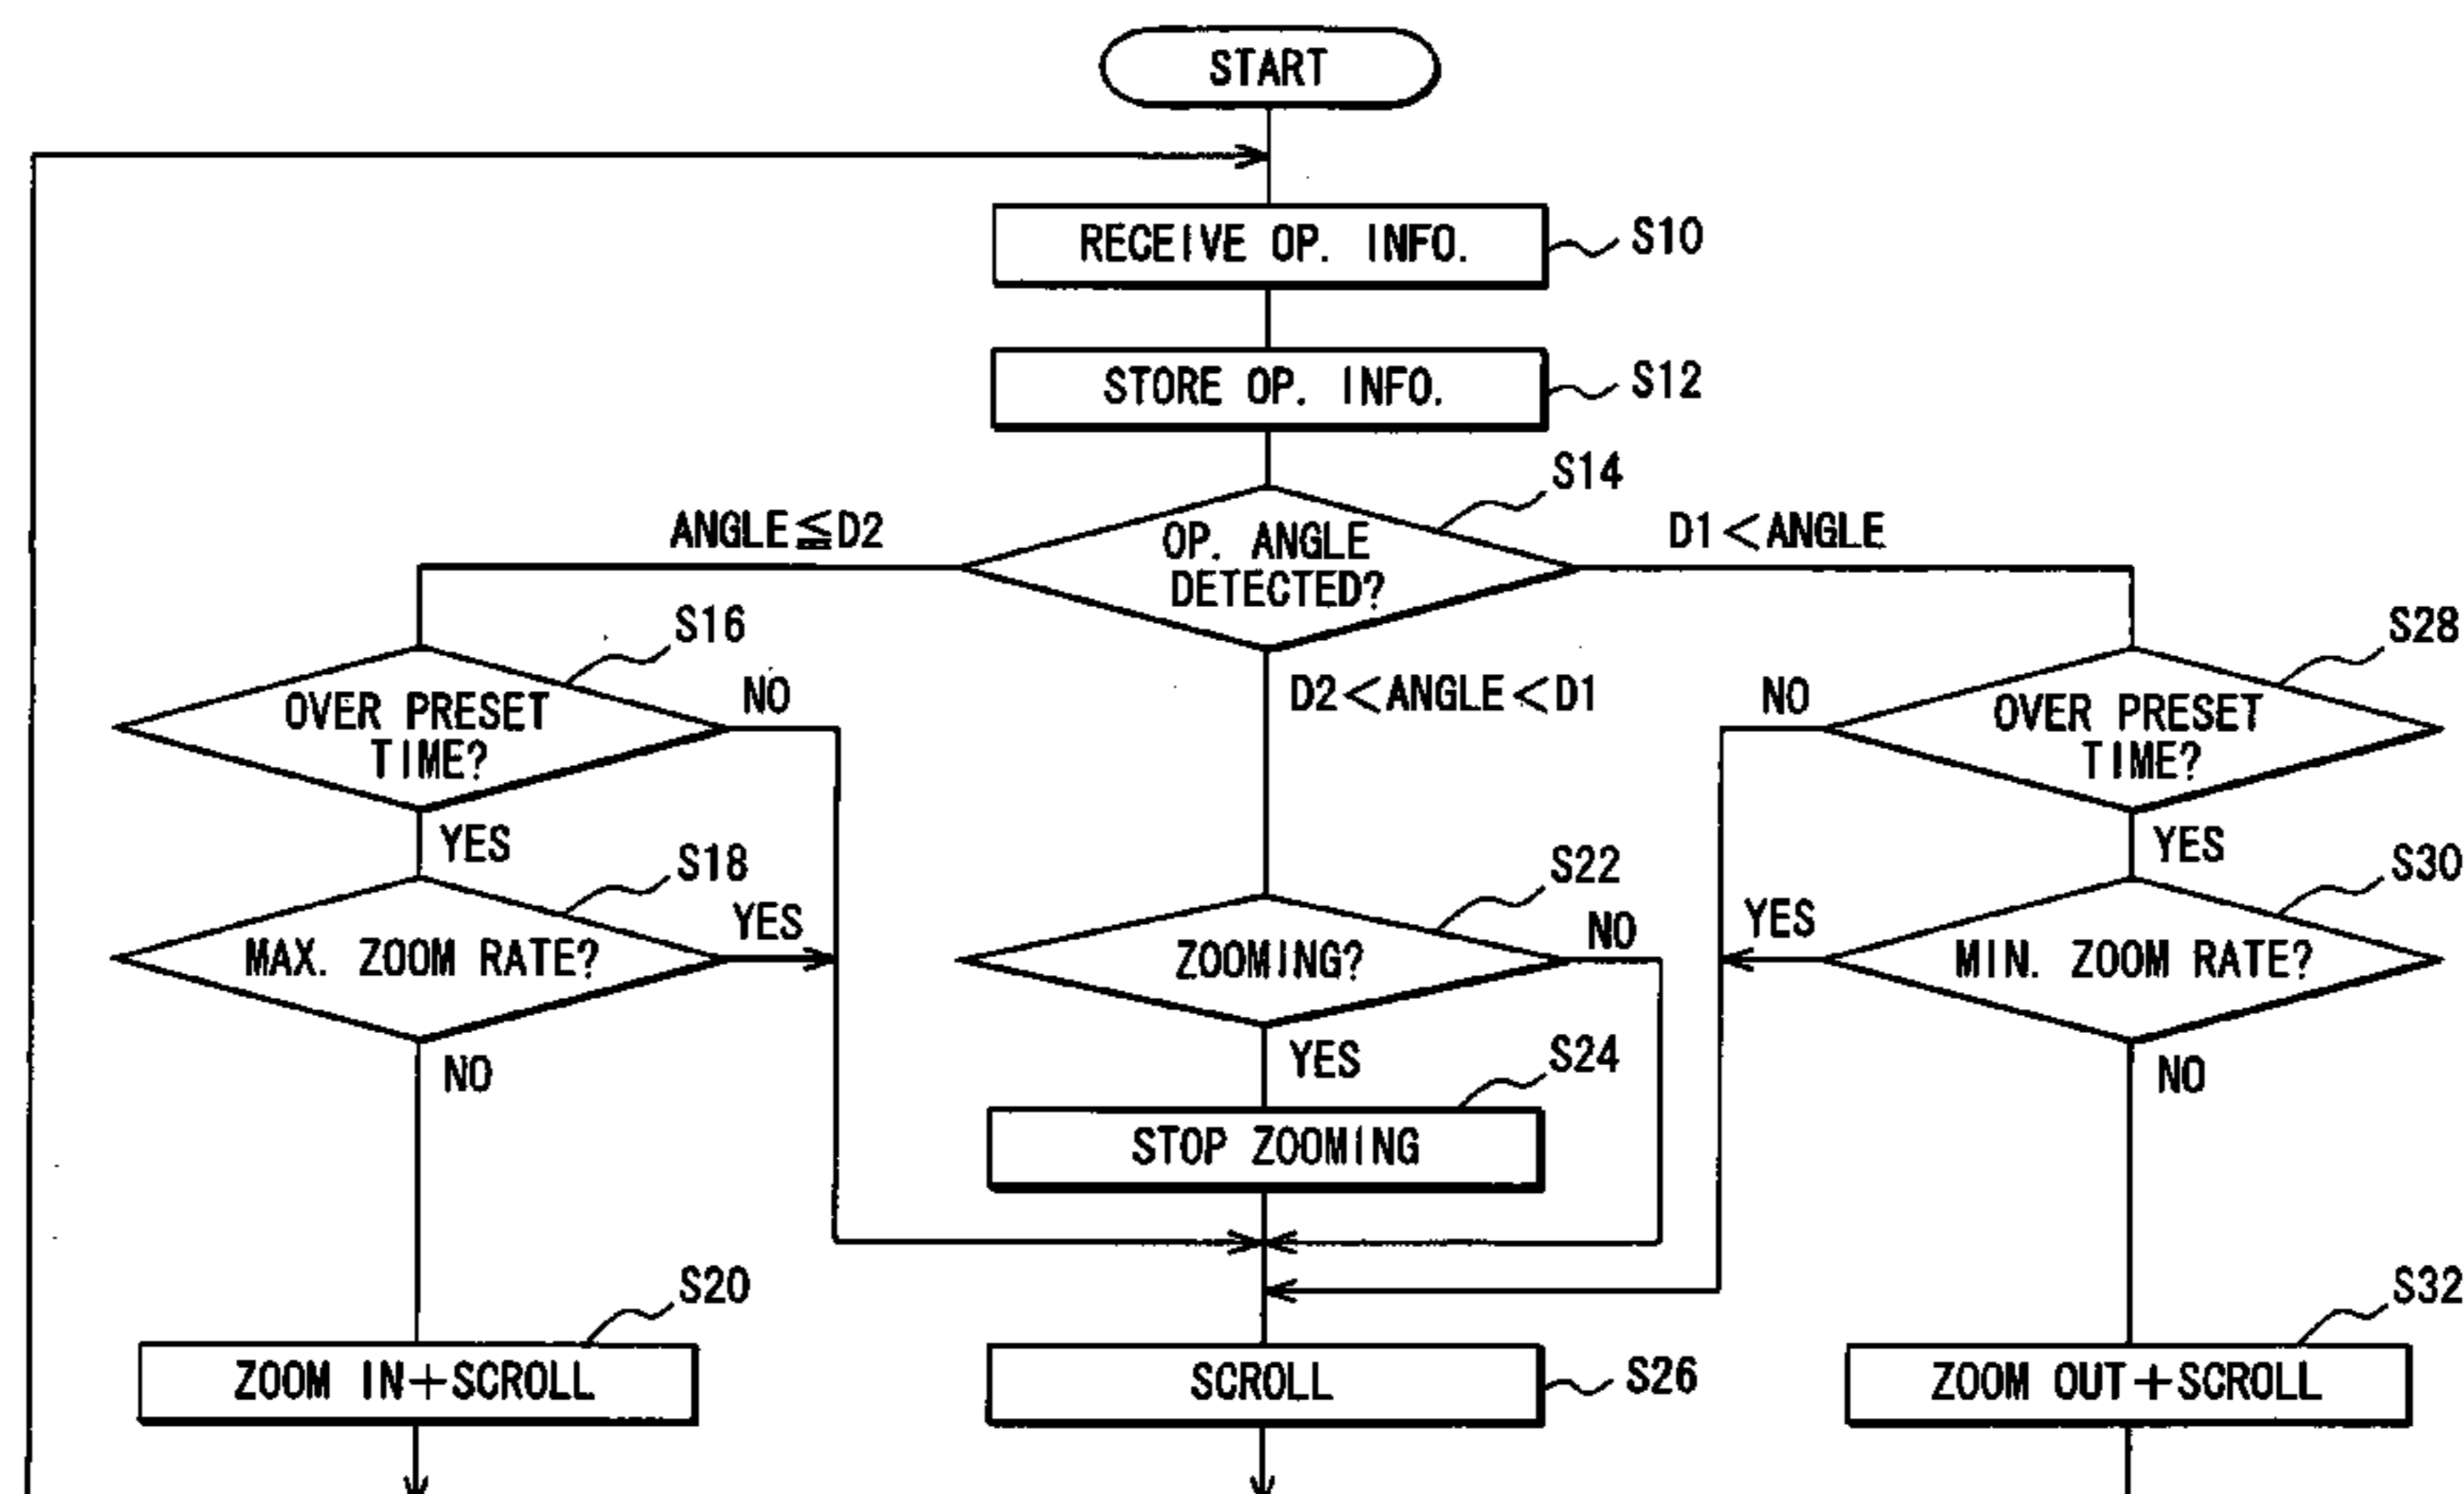 START
RECEIVE OP. INFO.
S10
STORE OP. INFO.
S12
S14
ANGLE≦D2
OP. ANGLE
DETECTED?
D1<ANGLE
S16
S28
OVER PRESET
TIME?
NO
D2<ANGLE<D1
NO
OVER PRESET
TIME?
YES
YES
S18
S22
S30
MAX. ZOOM RATE?
YES
ZOOMING?
NO
YES
MIN. ZOOM RATE?
NO
YES
S24
NO
STOP ZOOMING
S20
S32
ZOOM IN+SCROLL
SCROLL
S26
ZOOM OUT+SCROLL